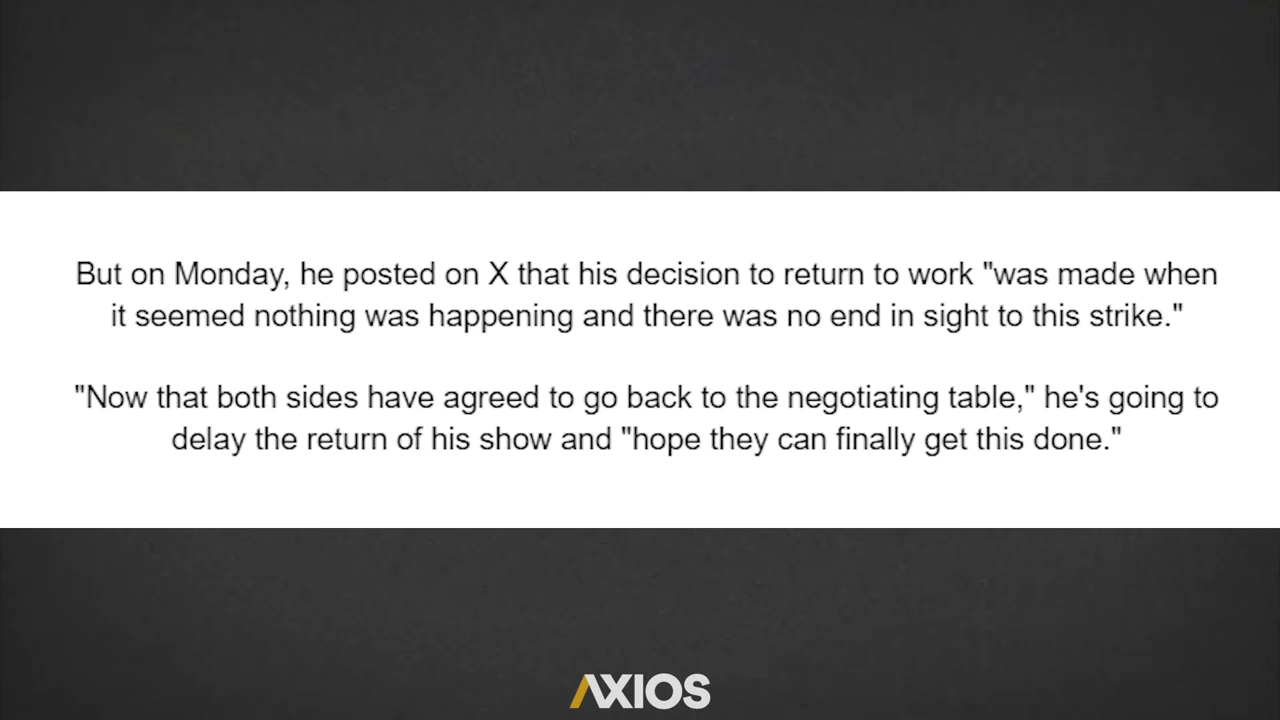 But on Monday, he posted on X that his decision to return to work "was made when
it seemed nothing was happening and there was no end in sight to this strike."
"Now that both sides have agreed to go back to the negotiating table," he's going to
delay the return of his show and "hope they can finally get this done."
AXIOS